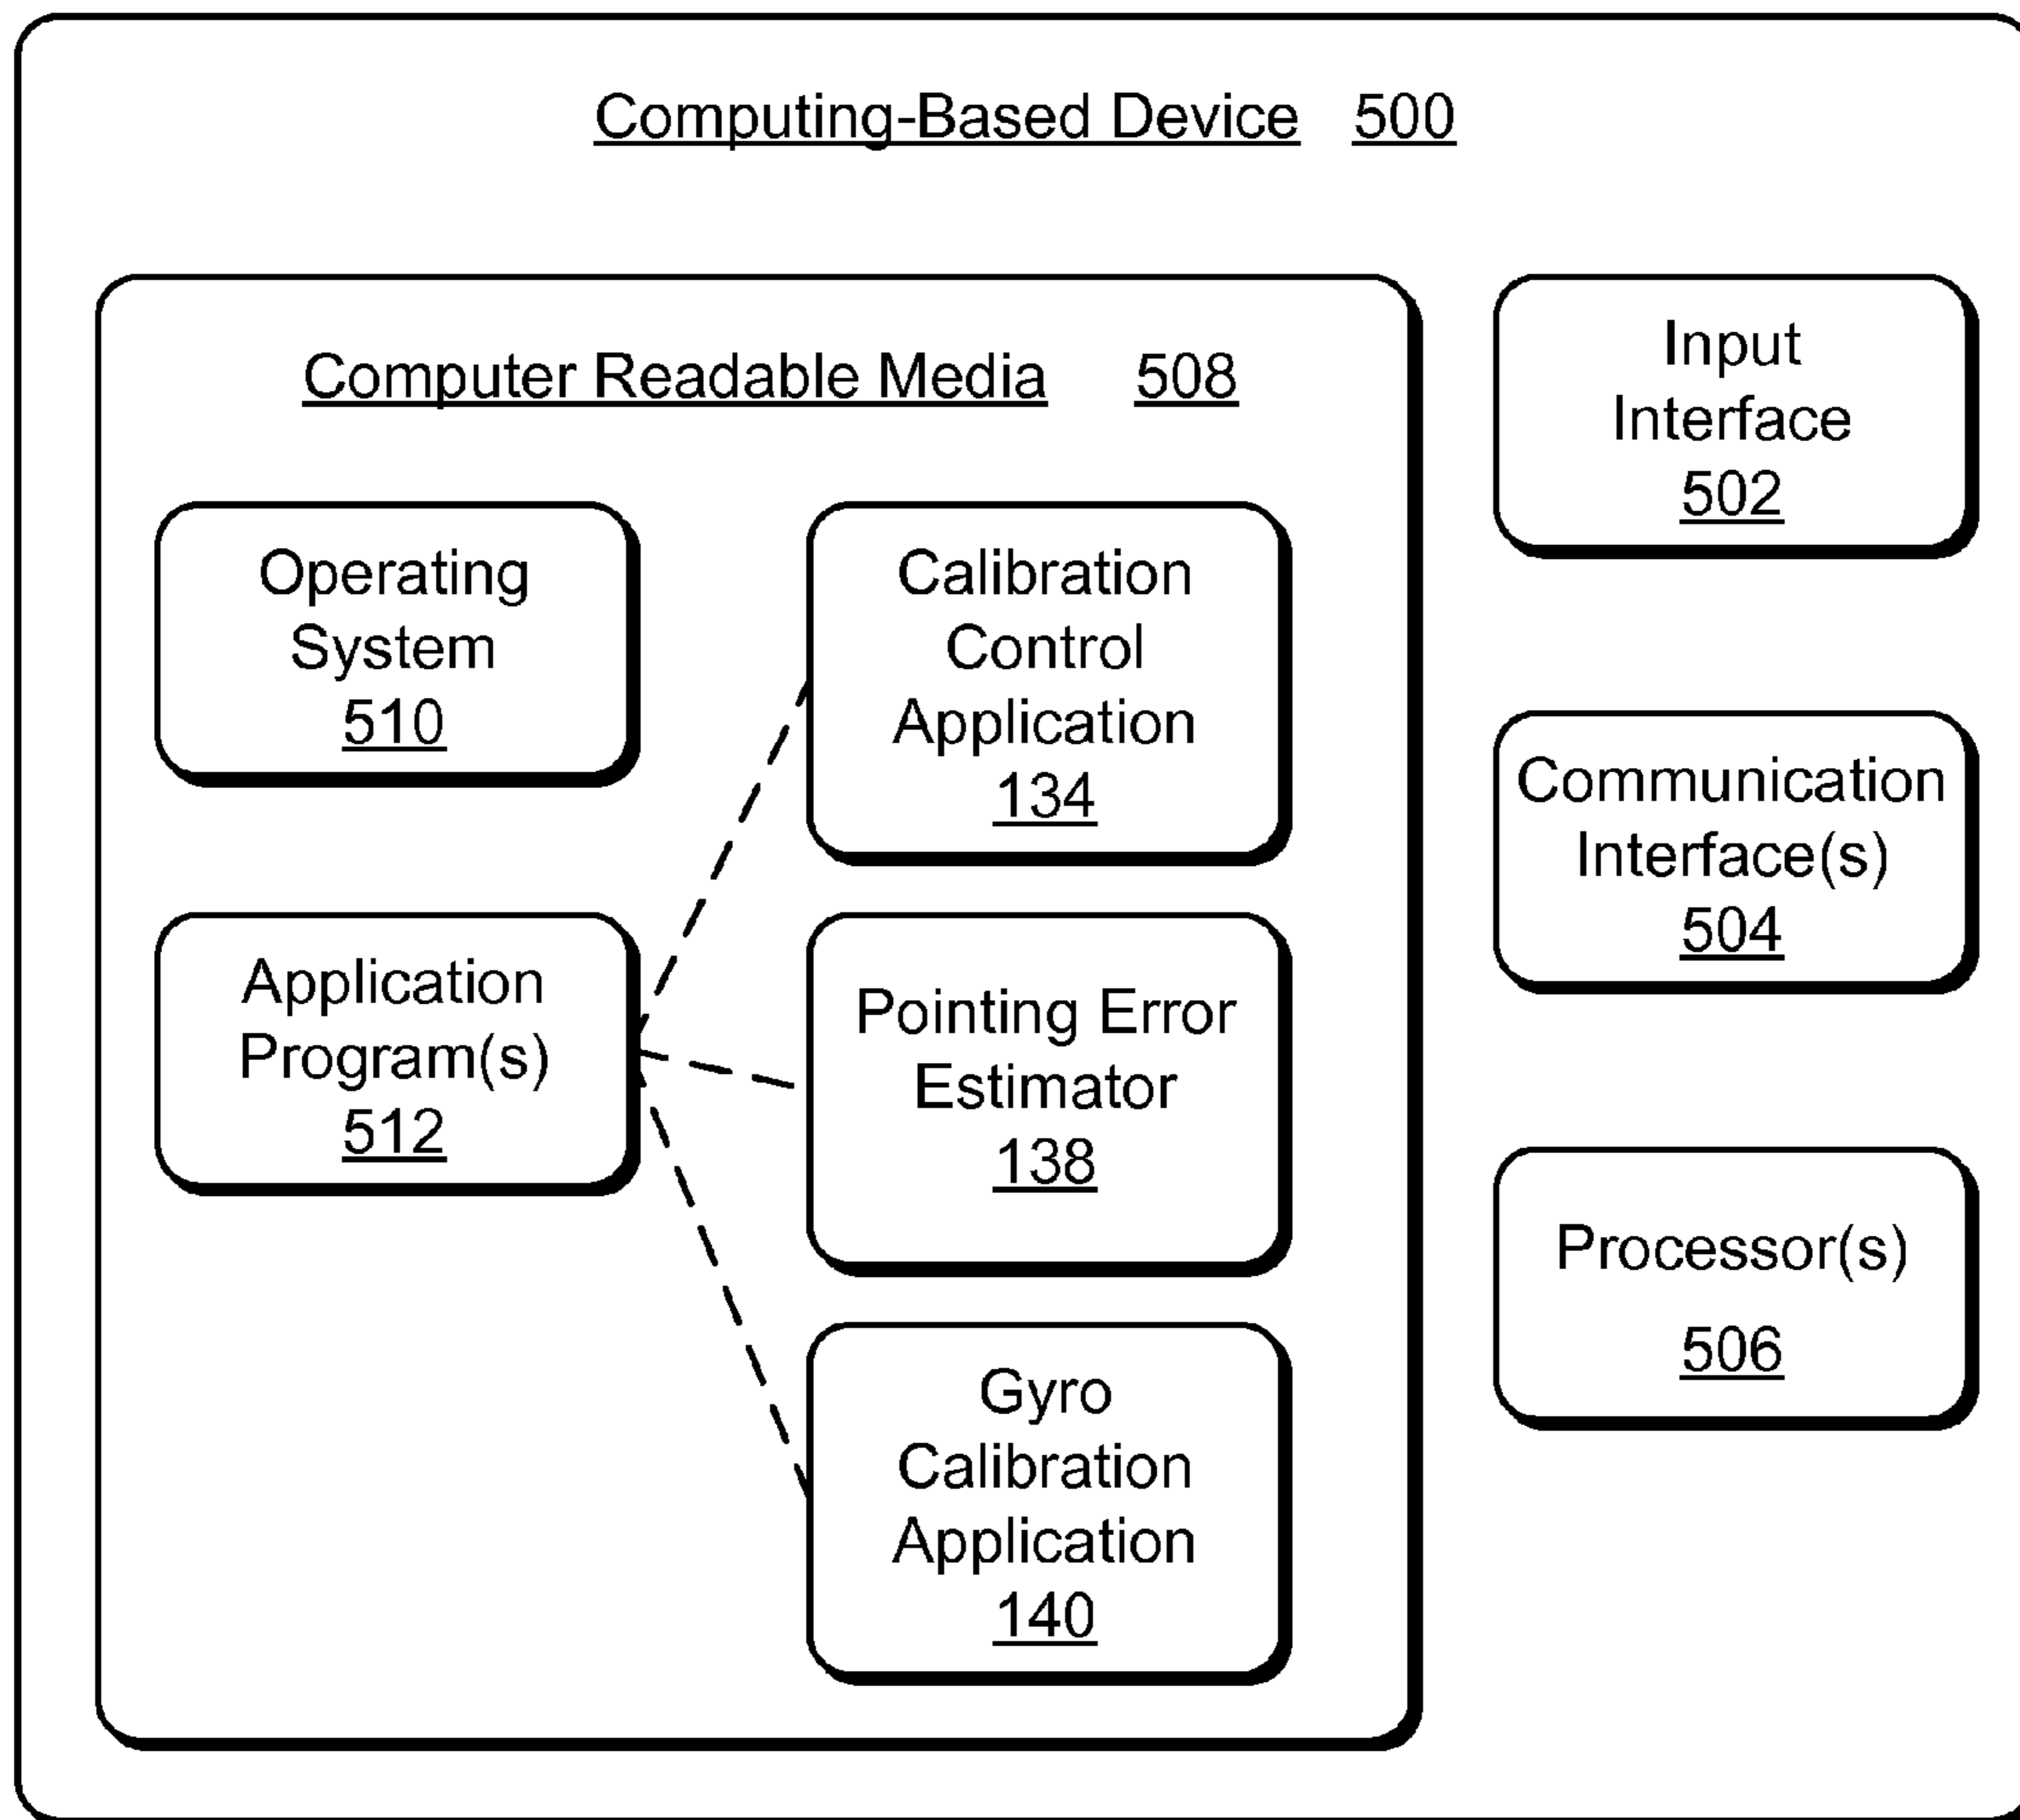 Computing-Based Device 500
Computer Readable Media 508
Operating
System
510
Calibration
Control
Application
134
Application
Program(s)
512
Pointing Error
Estimator
138
Gyro
Calibration
Application
140
Input
Interface
502
Communication
Interface(s)
504
Processor(s)
506